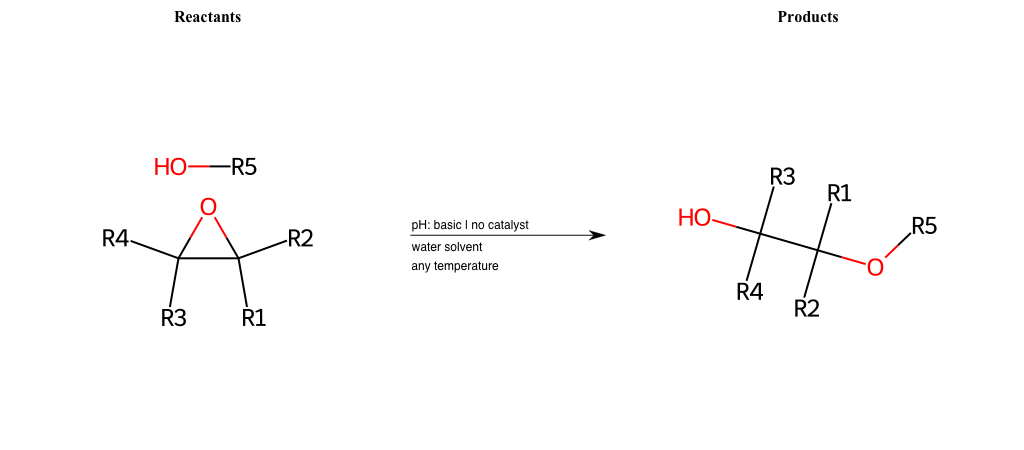 Reactants
Products
HO R5
O
R4 R2
R3 R1
pH: basic | no catalyst
water solvent
any temperature
R3
R1
HO
R5
O
R4
R2